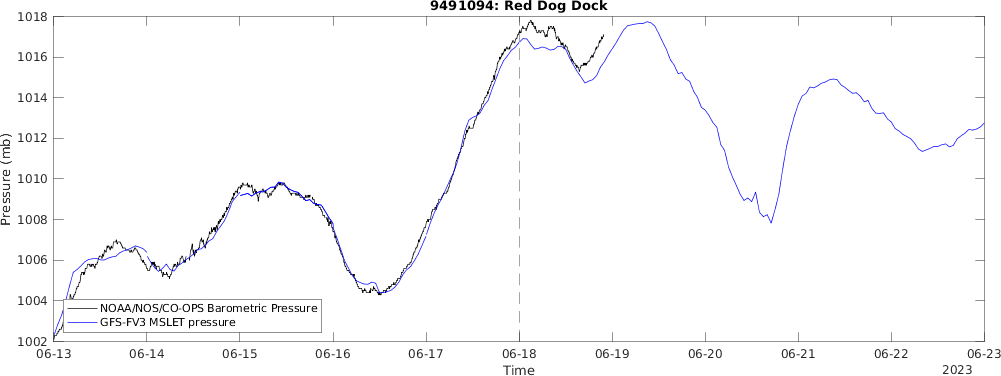 9491094: Red Dog Dock
1018
1016
1014
1012
1010
1008
1006
1004
1002
Pressure (mb)
NOAA/NOS/CO-OPS Barometric Pressure
GFS-FV3 MSLET pressure
06-13 06-14 06-15 06-16 06-17 06-18 06-19 06-20 06-21 06-22 06-23
Time
2023